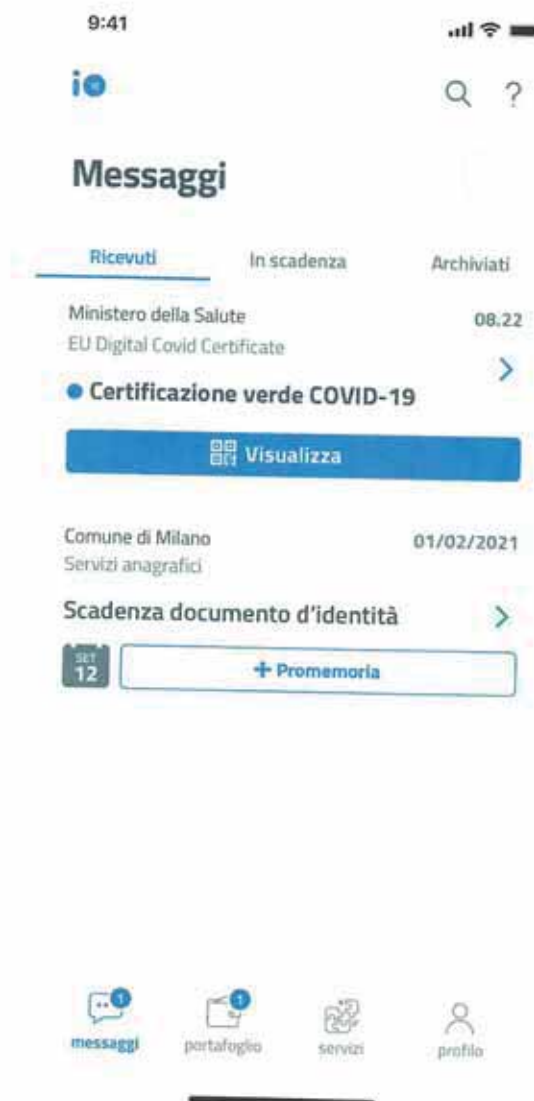 9:41
io
Messaggi
Ricevuti In scadenza Archiviati
Ministero della Salute 08.22
EU Digital Covid Certificate
Certificazione verde COVID-19
Visualizza
Comune di Milano 01/02/2021
Servizi anagrafici
Scadenza documento d'identità
SET
12
+ Promemoria
1 1
messaggi portafoglio servizi profilo